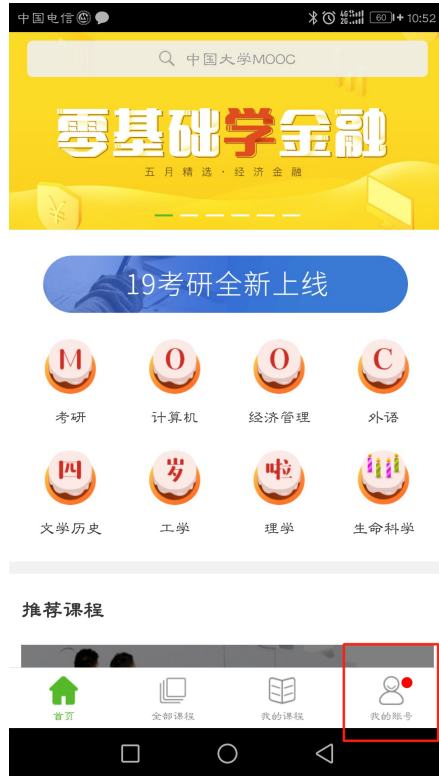 中国电信 4G 2G 60 10:52
中国大学MOOC
零基础学金融
五月精选·经济金融
19考研全新上线
M O O C
考研 计算机 经济管理 外语
四 岁 啦
文学历史 工学 理学 生命科学
推荐课程
首页 全部课程 我的课程 我的账号